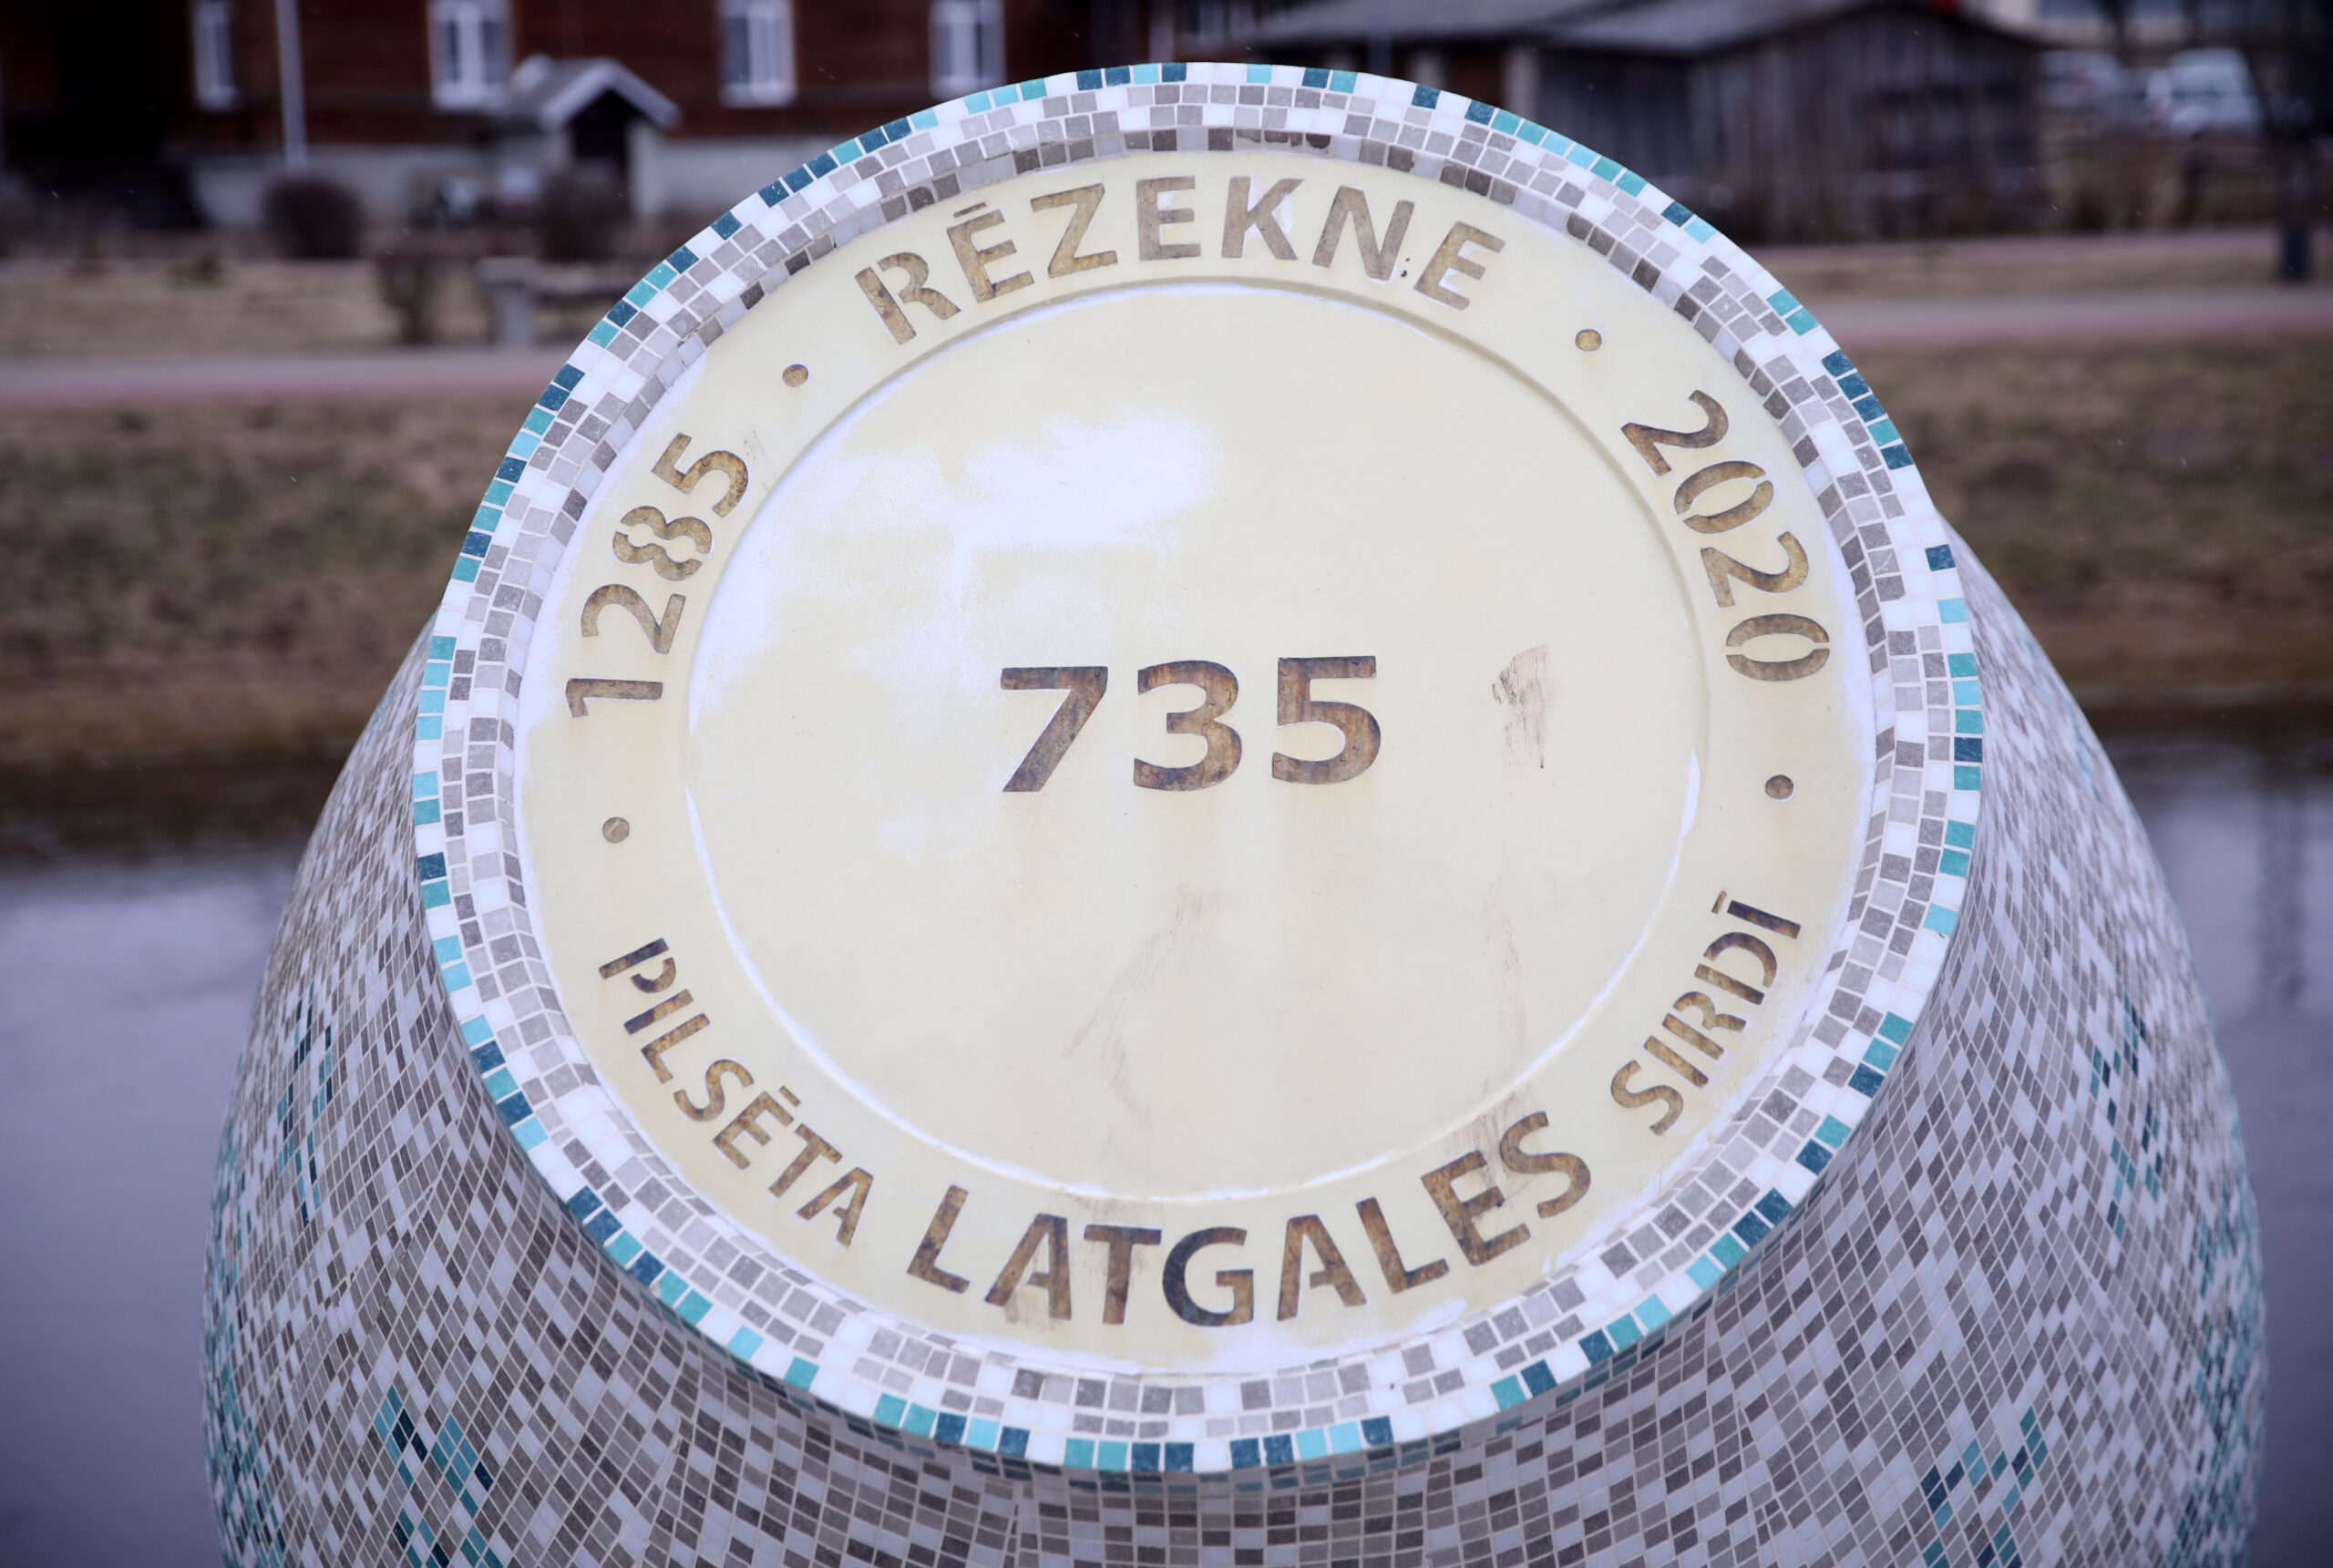 1285 • RĒZEKNE • 2020
735
• PILSĒTA LATGALES SIRDĪ •